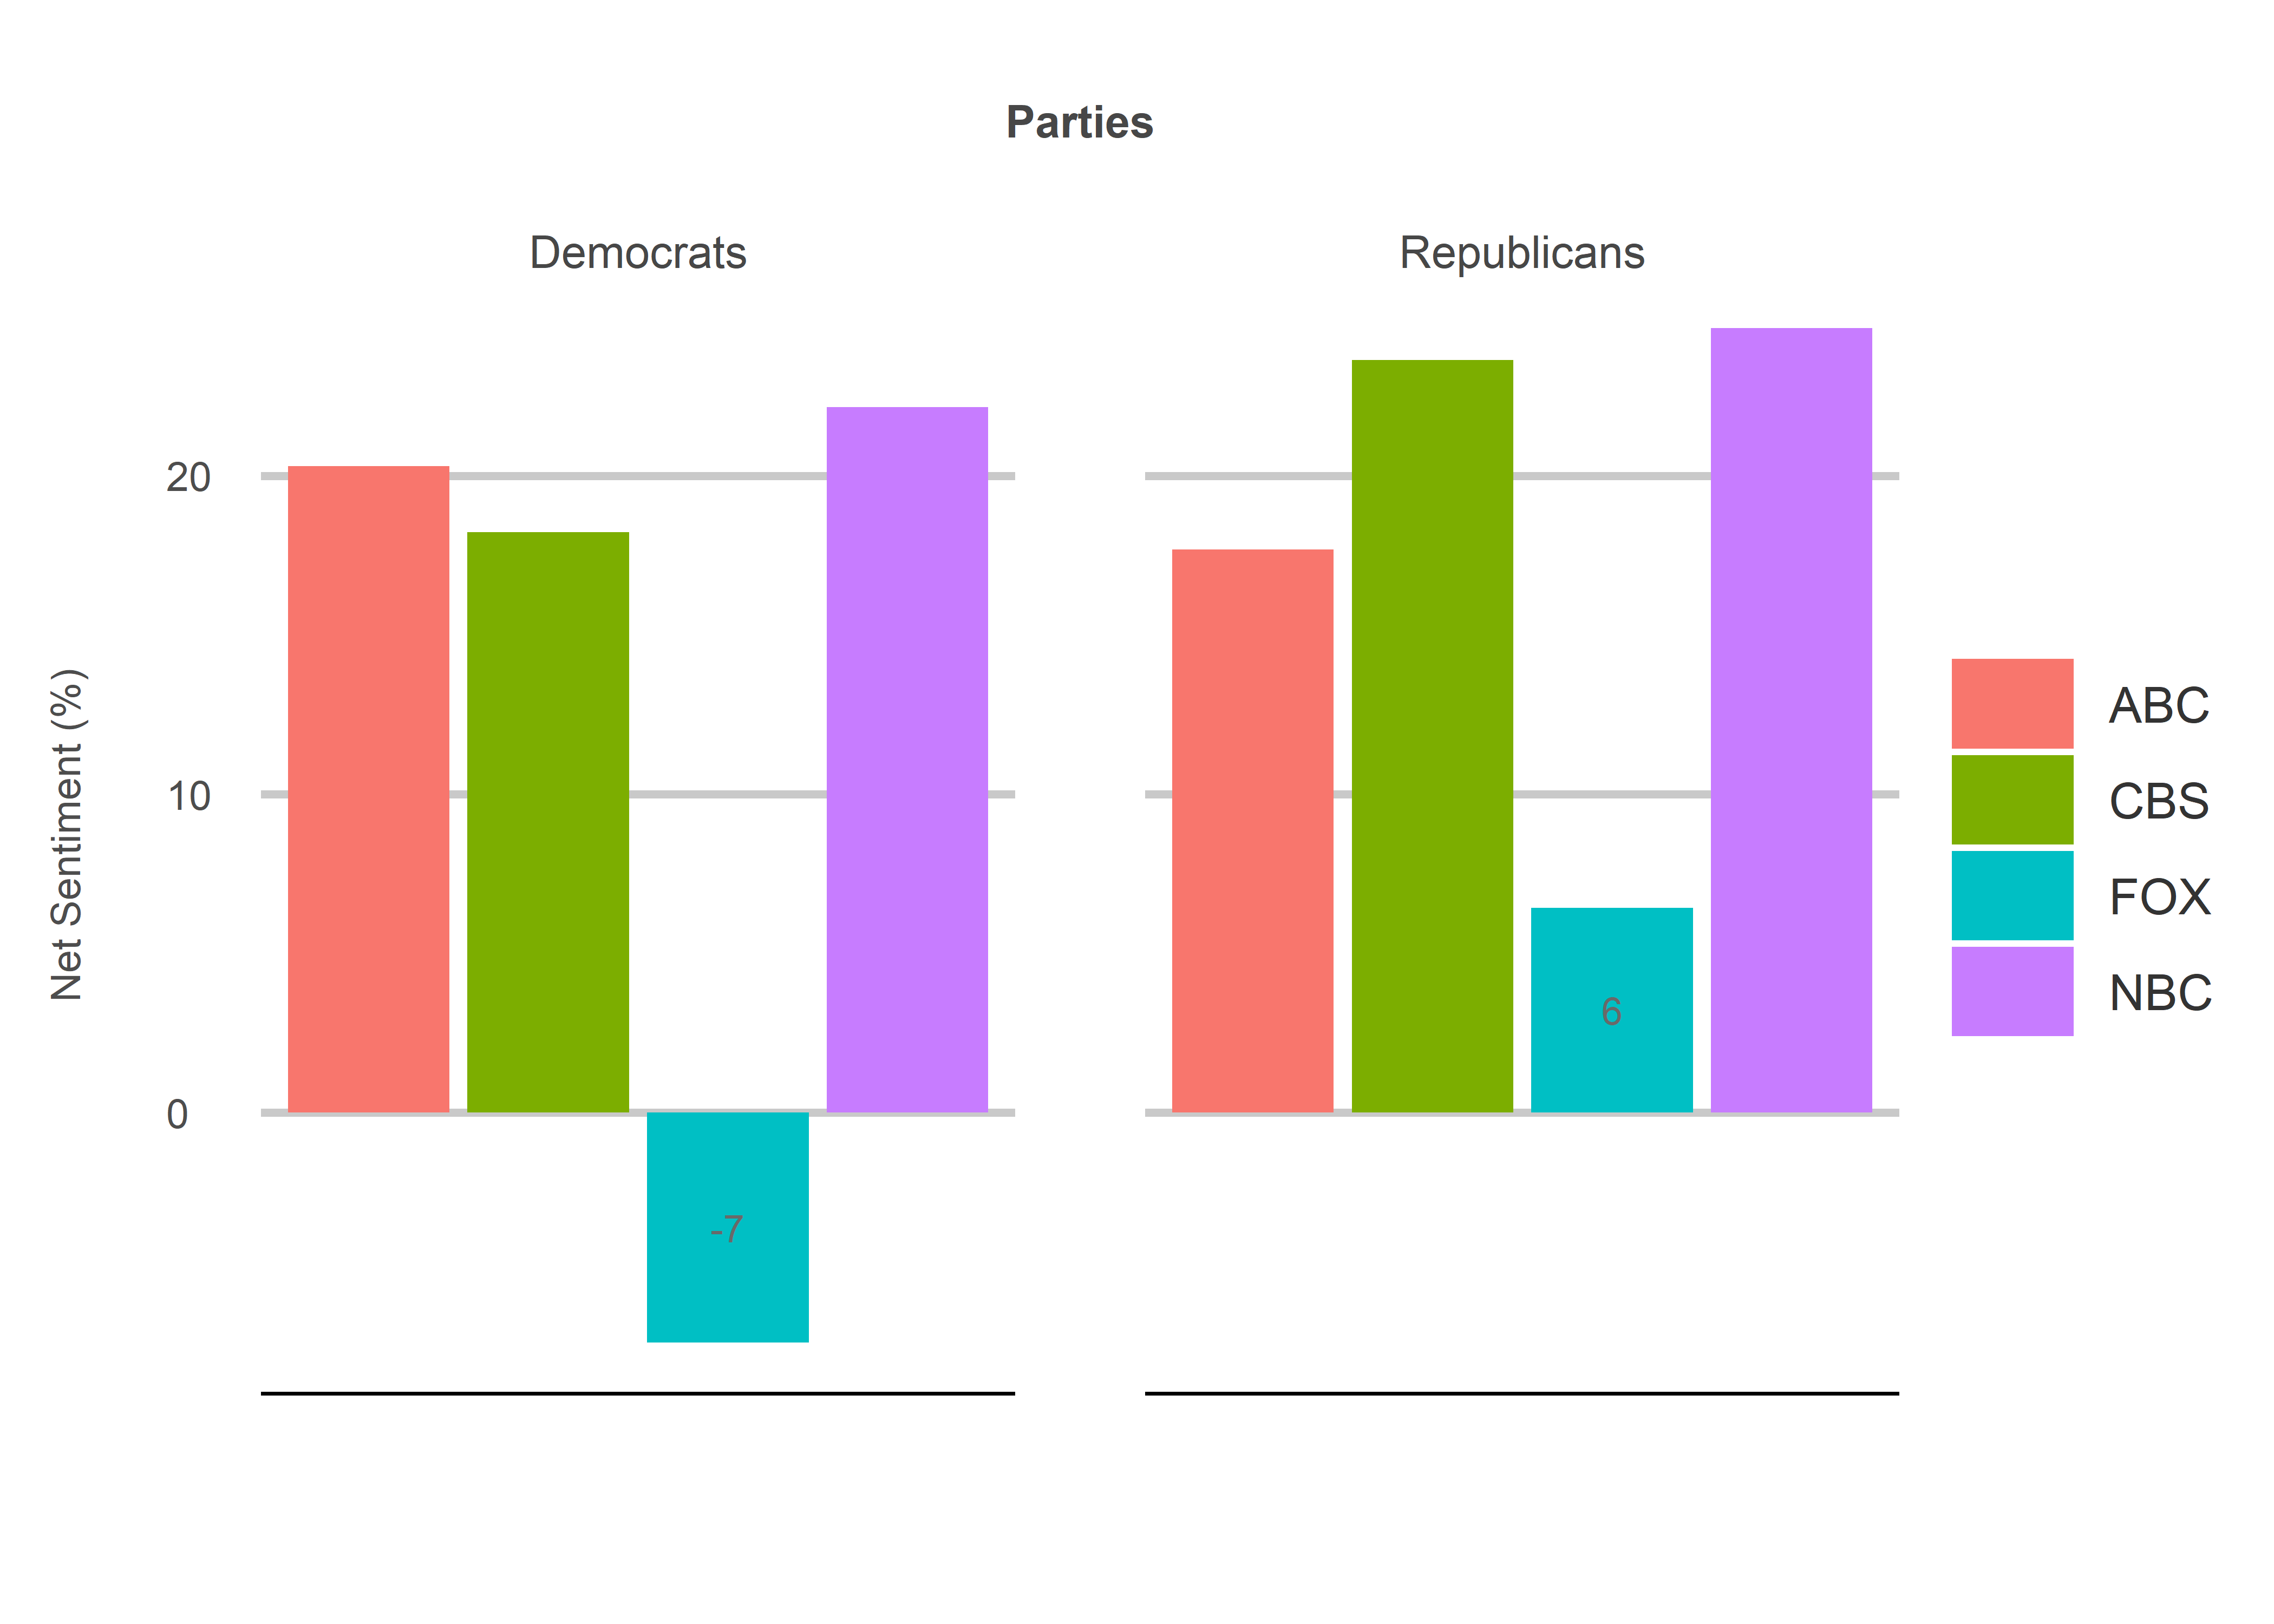 Parties
Democrats
Republicans
Net Sentiment (%)
20
10
0
-7
6
ABC
CBS
FOX
NBC